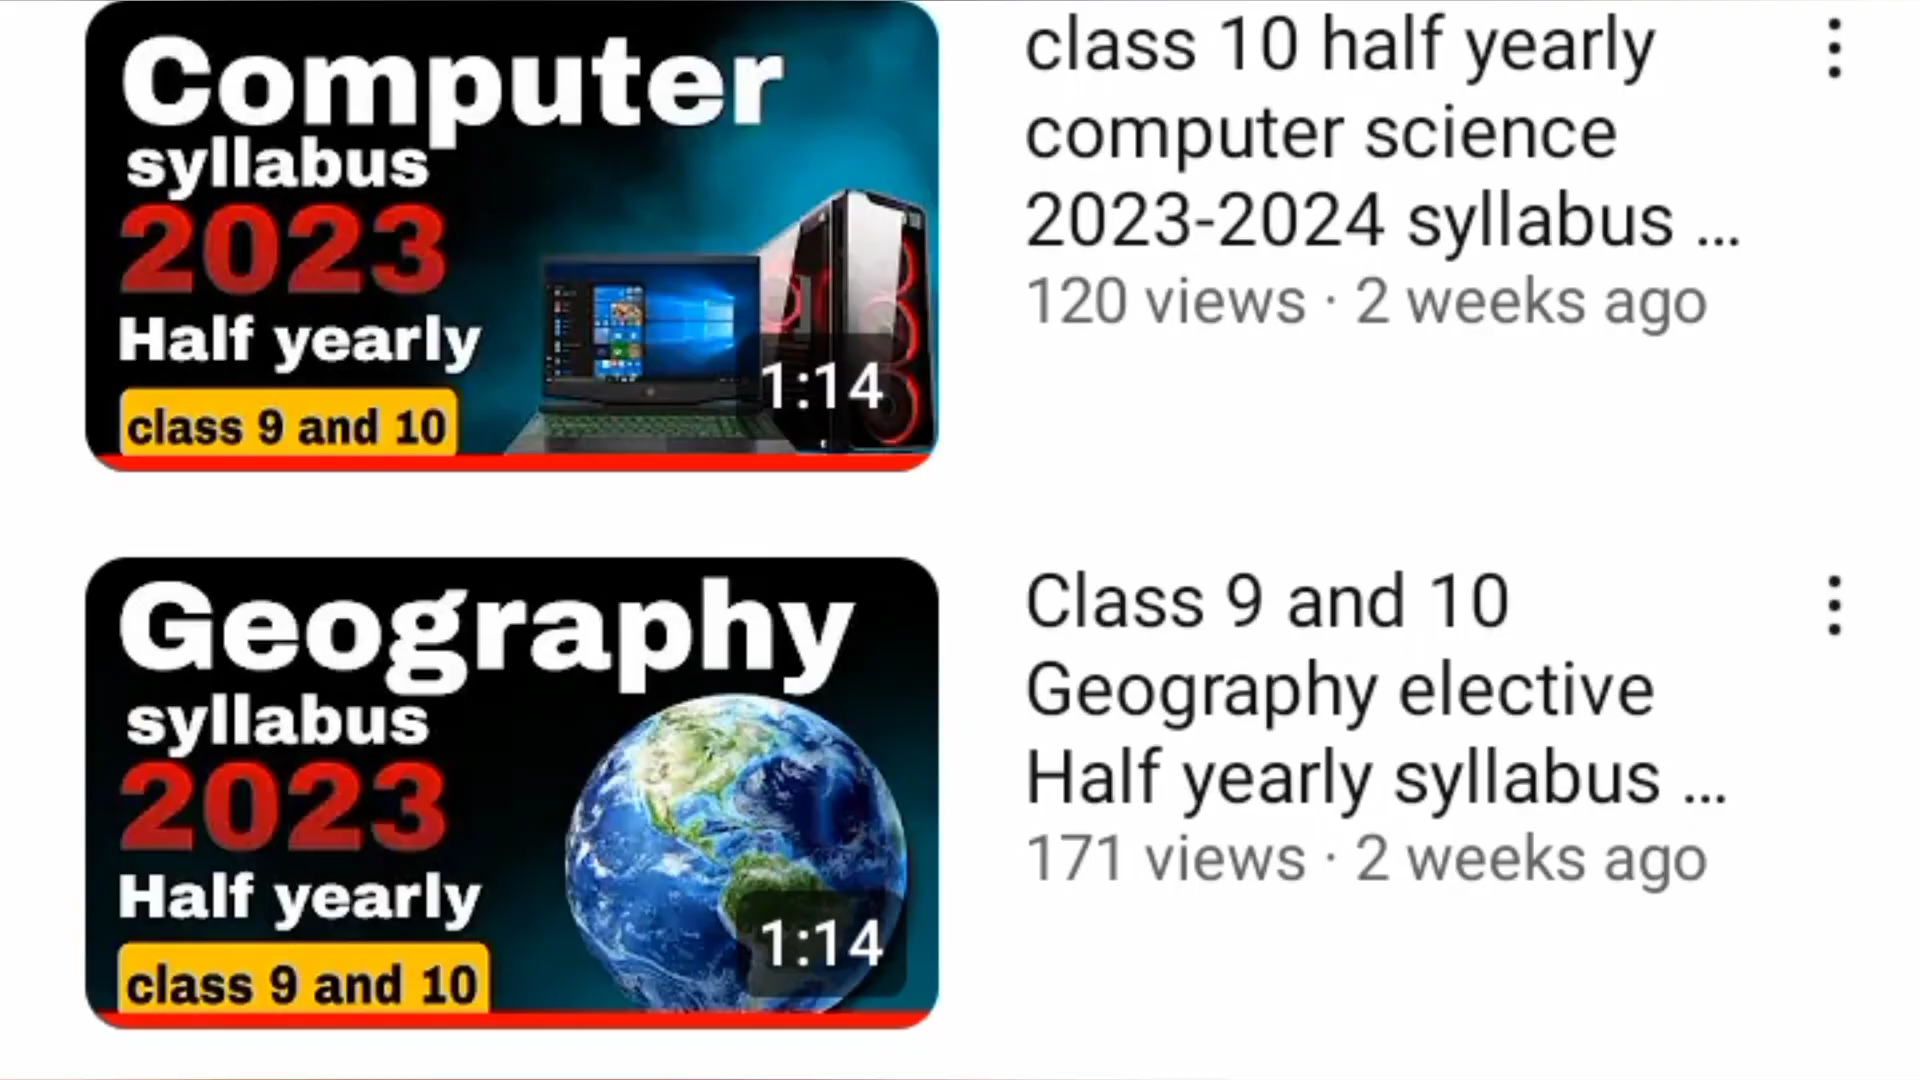 Computer
syllabus
2023
Half yearly
class 9 and 10
1:14
class 10 half yearly
computer science
2023-2024 syllabus ...
120 views · 2 weeks ago
Geography
syllabus
2023
Half yearly
class 9 and 10
1:14
Class 9 and 10
Geography elective
Half yearly syllabus ...
171 views · 2 weeks ago